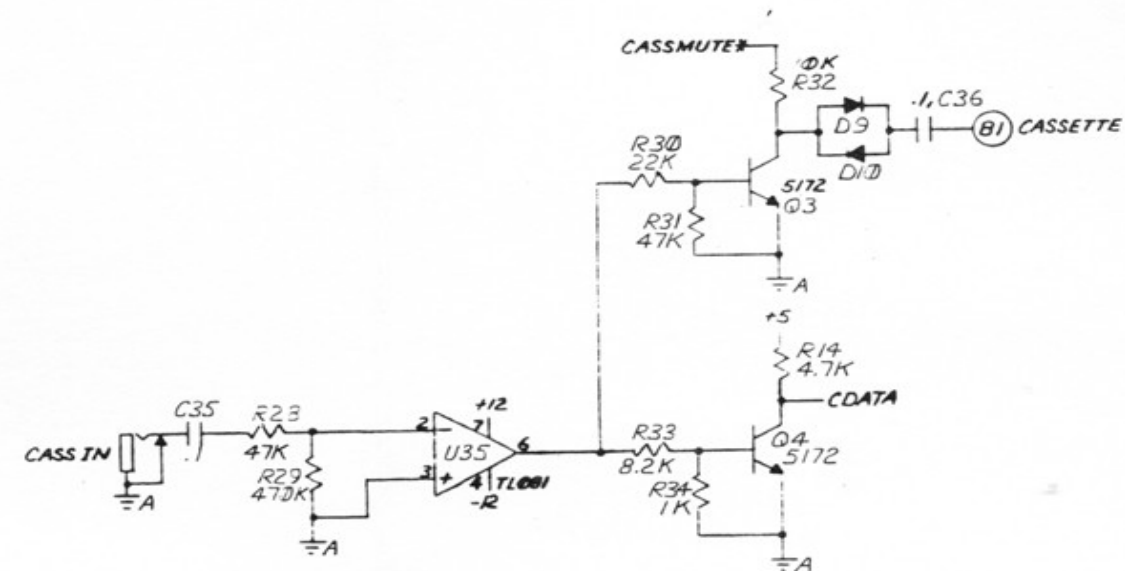 CASSMUTE*
R32
.1, C36
D9
D10
B1 CASSETTE
R30
22K
5172
Q3
R31
47K
A
+5
R14
4.7K
CDATA
C35
.1
R28
47K
CASS IN
A
R29
470K
A
2
-
3
+
+12
7
U35
4
TL081
-12
6
R33
8.2K
R34
1K
Q4
5172
A